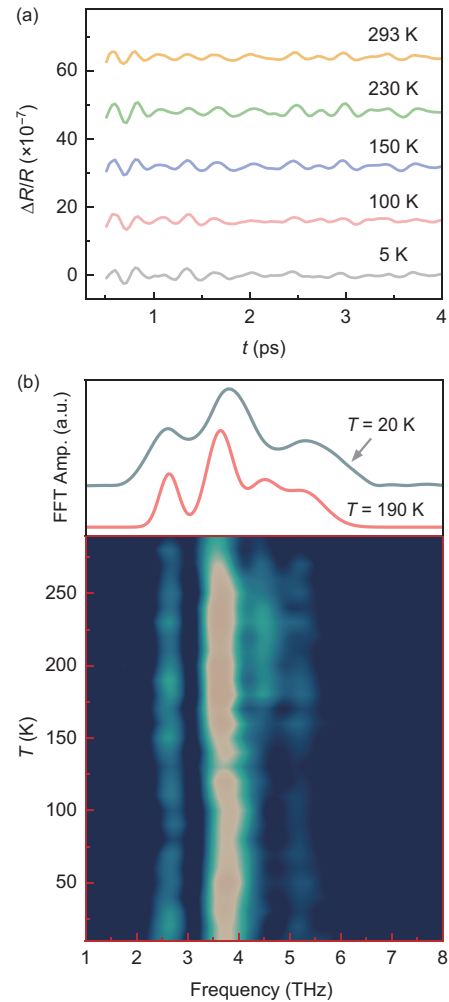 (a)
60
40
20
0
ΔR/R (×10⁻⁷)
293 K
230 K
150 K
100 K
5 K
1 2 3 4
t (ps)
(b)
FFT Amp. (a.u.)
T = 20 K
T = 190 K
250
200
150
100
50
T (K)
1 2 3 4 5 6 7 8
Frequency (THz)